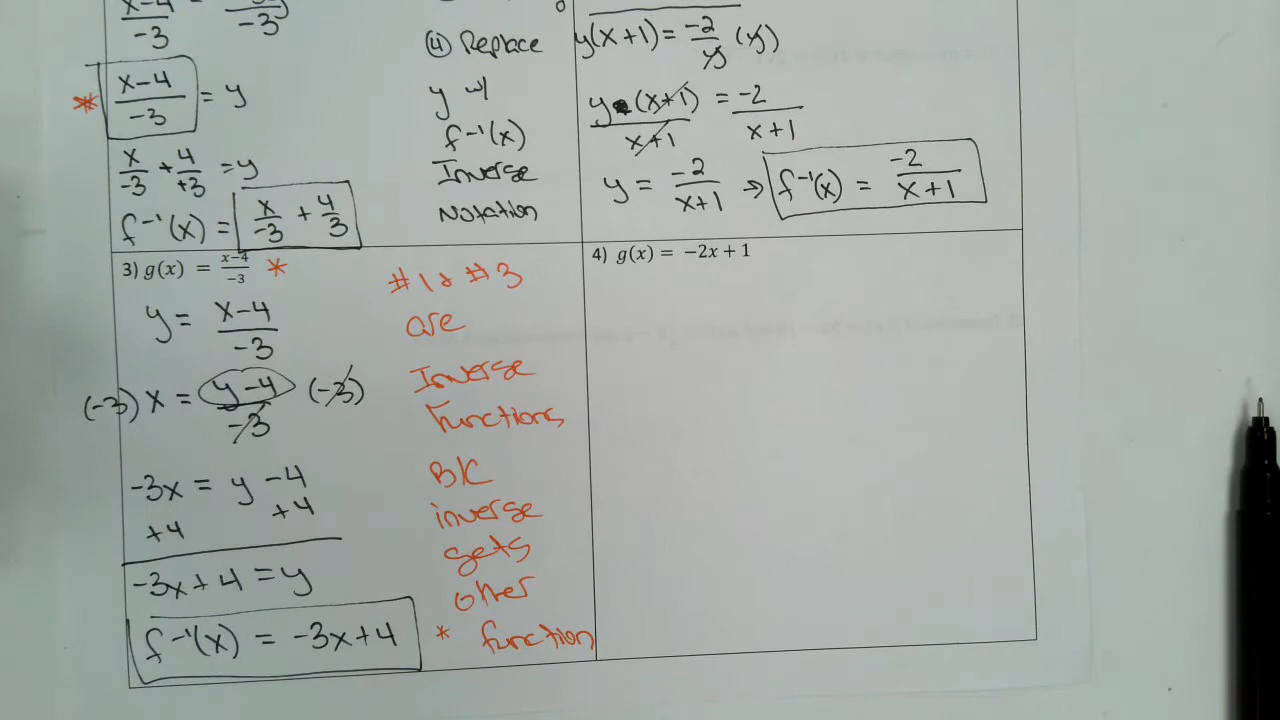 x-4/-3 = /-3
x-4/-3 = y
x/-3 + 4/+3 = y
f⁻¹(x) = x/-3 + 4/3
④ Replace
y w/
f⁻¹(x)
Inverse
Notation
y(x+1) = -2/y (y)
y (x+1)/x+1 = -2/x+1
y = -2/x+1 ⇒ f⁻¹(x) = -2/x+1
3) g(x) = x-4/-3 *
y = x-4/-3
(-3) x = y-4/-3 (-3)
-3x = y -4
+4 +4
-3x+4 = y
f⁻¹(x) = -3x+4
#1 & #3
are
Inverse
Functions
B/C
inverse
gets
other
* function
4) g(x) = -2x + 1